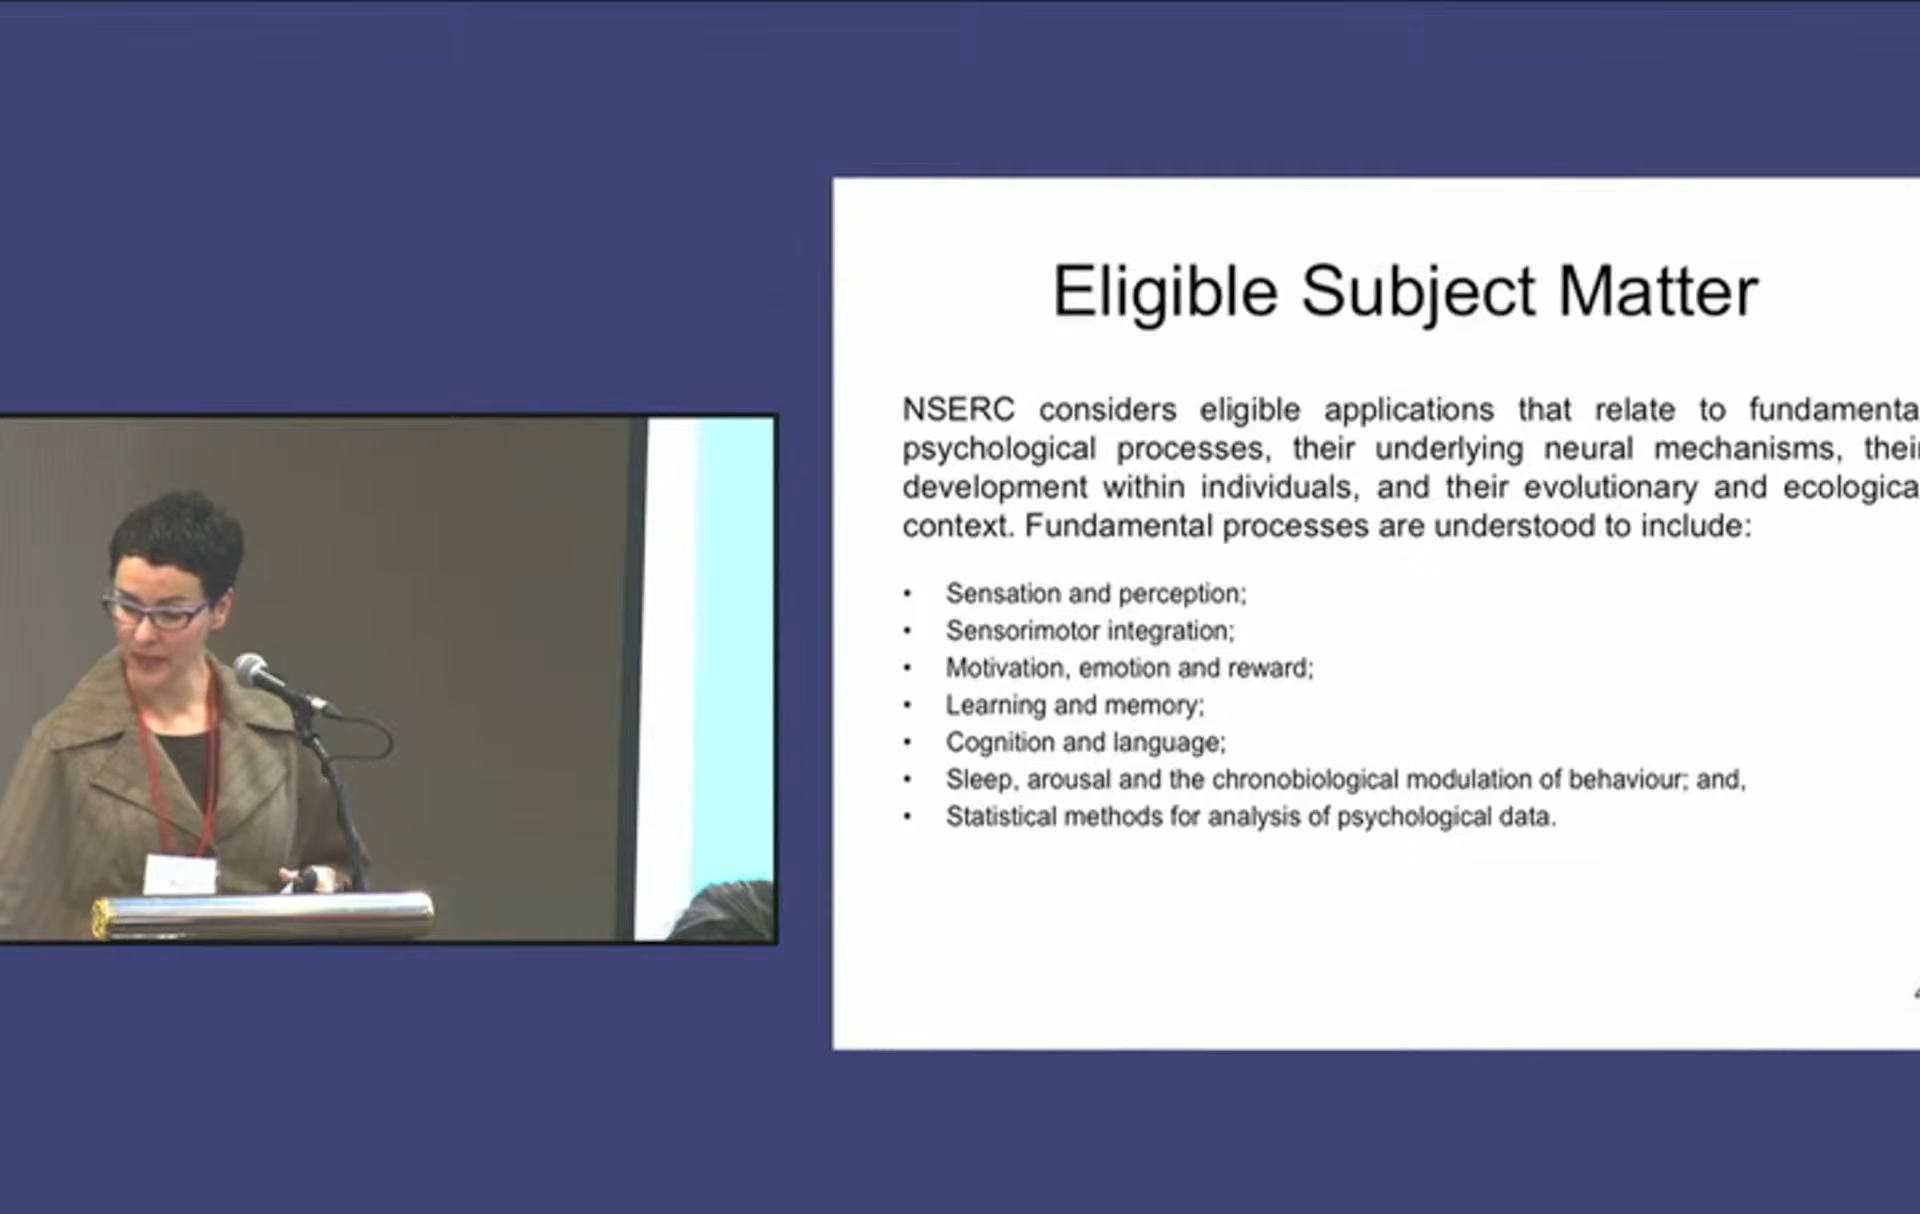 Eligible Subject Matter
NSERC considers eligible applications that relate to fundamenta
psychological processes, their underlying neural mechanisms, their
development within individuals, and their evolutionary and ecologica
context. Fundamental processes are understood to include:
• Sensation and perception;
• Sensorimotor integration;
• Motivation, emotion and reward;
• Learning and memory;
• Cognition and language;
• Sleep, arousal and the chronobiological modulation of behaviour; and,
• Statistical methods for analysis of psychological data.